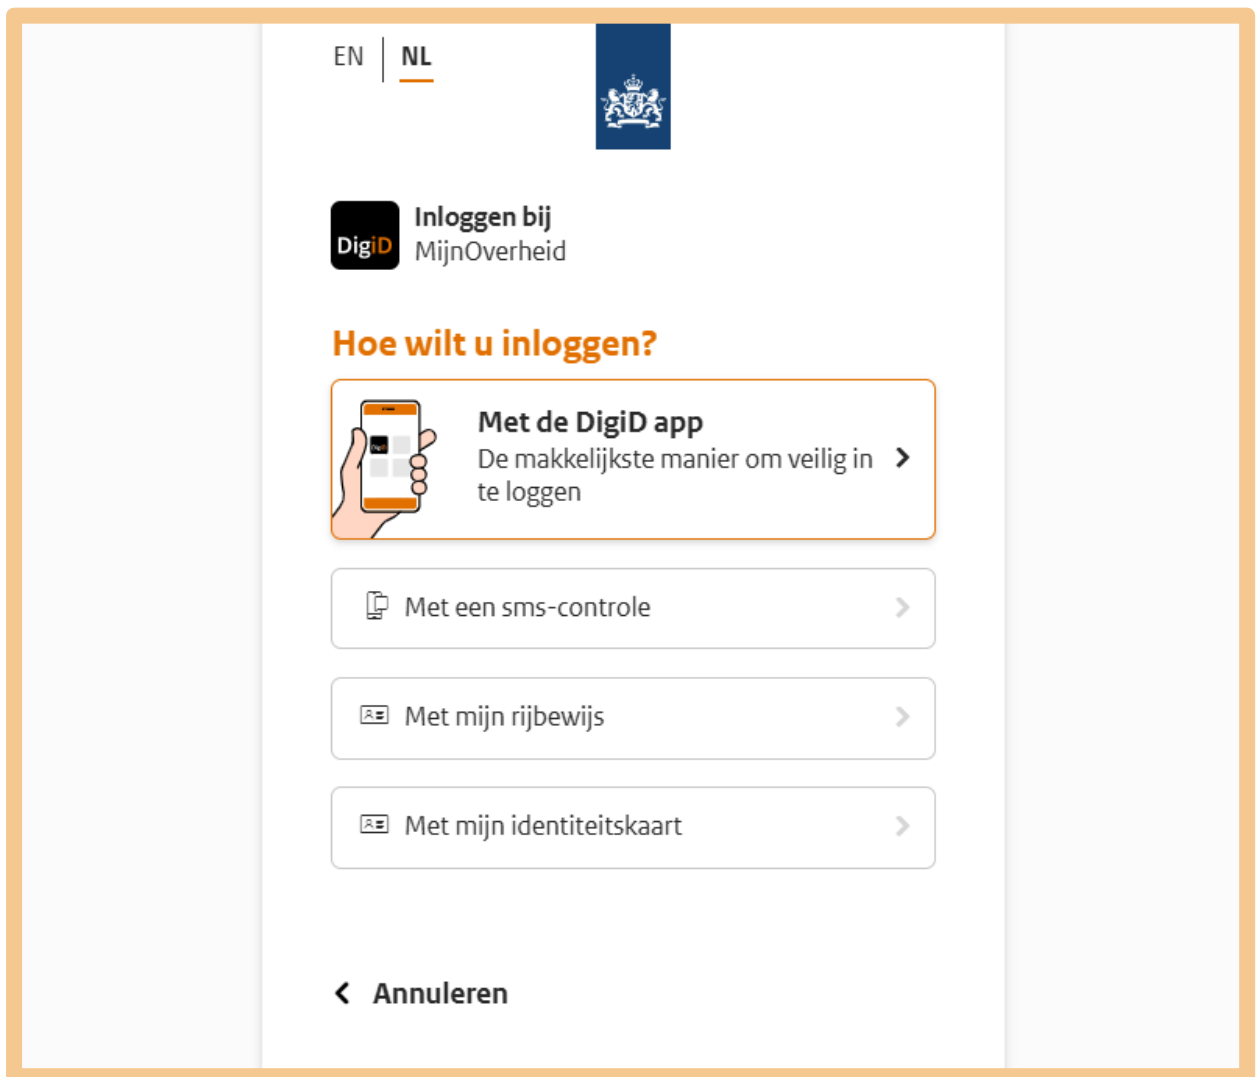 EN NL
DigiD
Inloggen bij
MijnOverheid
Hoe wilt u inloggen?
Met de DigiD app
De makkelijkste manier om veilig in
te loggen
DigiD
Met een sms-controle
Met mijn rijbewijs
Met mijn identiteitskaart
Annuleren